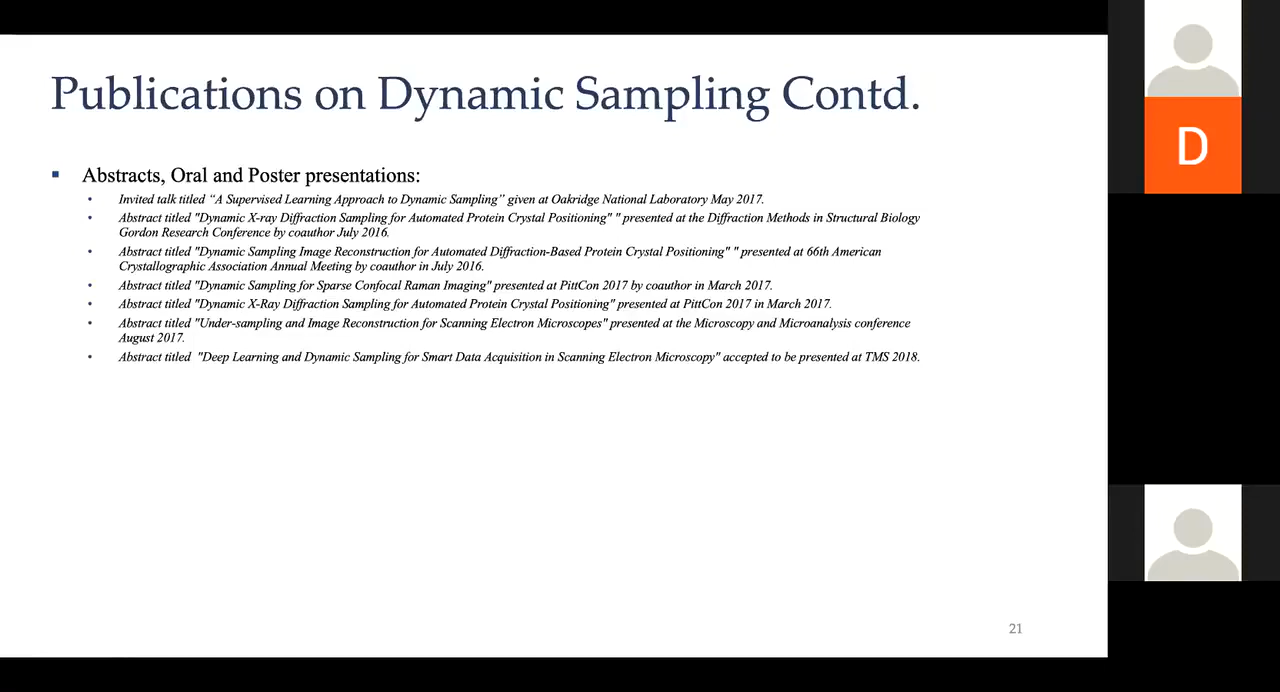 Publications on Dynamic Sampling Contd.
▪ Abstracts, Oral and Poster presentations:
• Invited talk titled “A Supervised Learning Approach to Dynamic Sampling” given at Oakridge National Laboratory May 2017.
• Abstract titled "Dynamic X-ray Diffraction Sampling for Automated Protein Crystal Positioning" " presented at the Diffraction Methods in Structural Biology
Gordon Research Conference by coauthor July 2016.
• Abstract titled "Dynamic Sampling Image Reconstruction for Automated Diffraction-Based Protein Crystal Positioning" " presented at 66th American
Crystallographic Association Annual Meeting by coauthor in July 2016.
• Abstract titled "Dynamic Sampling for Sparse Confocal Raman Imaging" presented at PittCon 2017 by coauthor in March 2017.
• Abstract titled "Dynamic X-Ray Diffraction Sampling for Automated Protein Crystal Positioning" presented at PittCon 2017 in March 2017.
• Abstract titled "Under-sampling and Image Reconstruction for Scanning Electron Microscopes" presented at the Microscopy and Microanalysis conference
August 2017.
• Abstract titled "Deep Learning and Dynamic Sampling for Smart Data Acquisition in Scanning Electron Microscopy" accepted to be presented at TMS 2018.
21
D